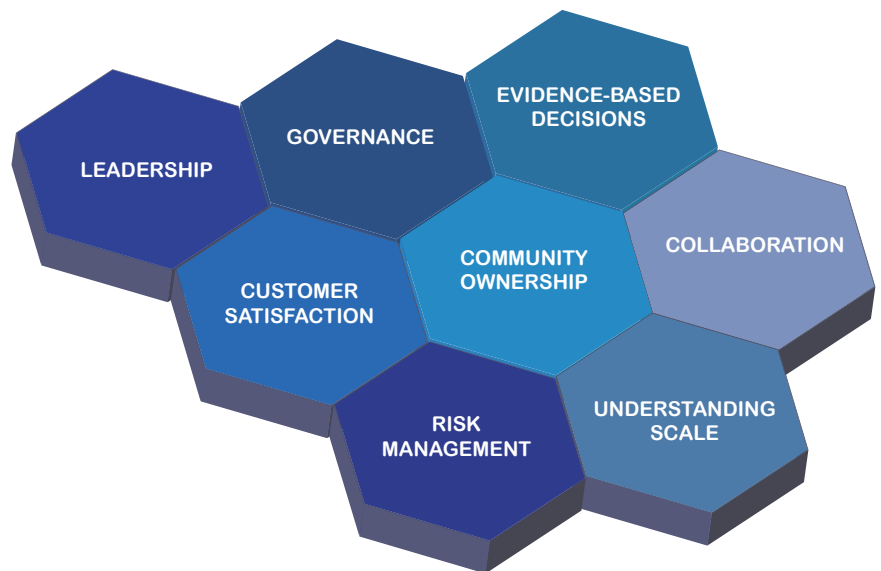 EVIDENCE-BASED
DECISIONS
GOVERNANCE
LEADERSHIP
COLLABORATION
COMMUNITY
OWNERSHIP
CUSTOMER
SATISFACTION
UNDERSTANDING
SCALE
RISK
MANAGEMENT